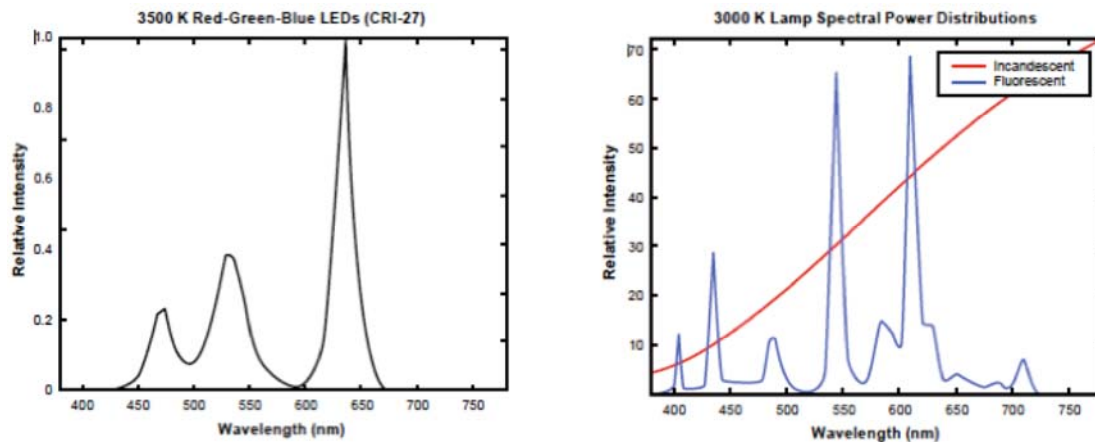 3500 K Red-Green-Blue LEDs (CRI-27)
1.0
0.8
0.6
0.4
0.2
0
Relative Intensity
400 450 500 550 600 650 700 750
Wavelength (nm)
3000 K Lamp Spectral Power Distributions
Incandescent
Fluorescent
70
60
50
40
30
20
10
Relative Intensity
400 450 500 550 600 650 700 750
Wavelength (nm)